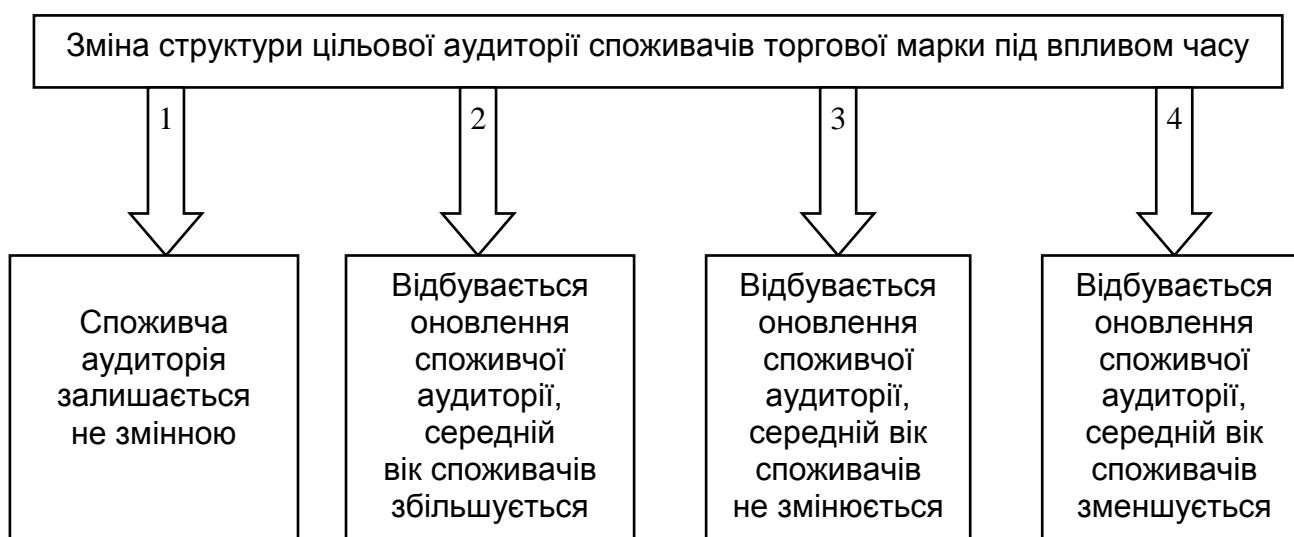 Зміна структури цільової аудиторії споживачів торгової марки під впливом часу
1
2
3
4
Споживча
аудиторія
залишається
не змінною
Відбувається
оновлення
споживчої
аудиторії,
середній
вік споживачів
збільшується
Відбувається
оновлення
споживчої
аудиторії,
середній вік
споживачів
не змінюється
Відбувається
оновлення
споживчої
аудиторії,
середній вік
споживачів
зменшується